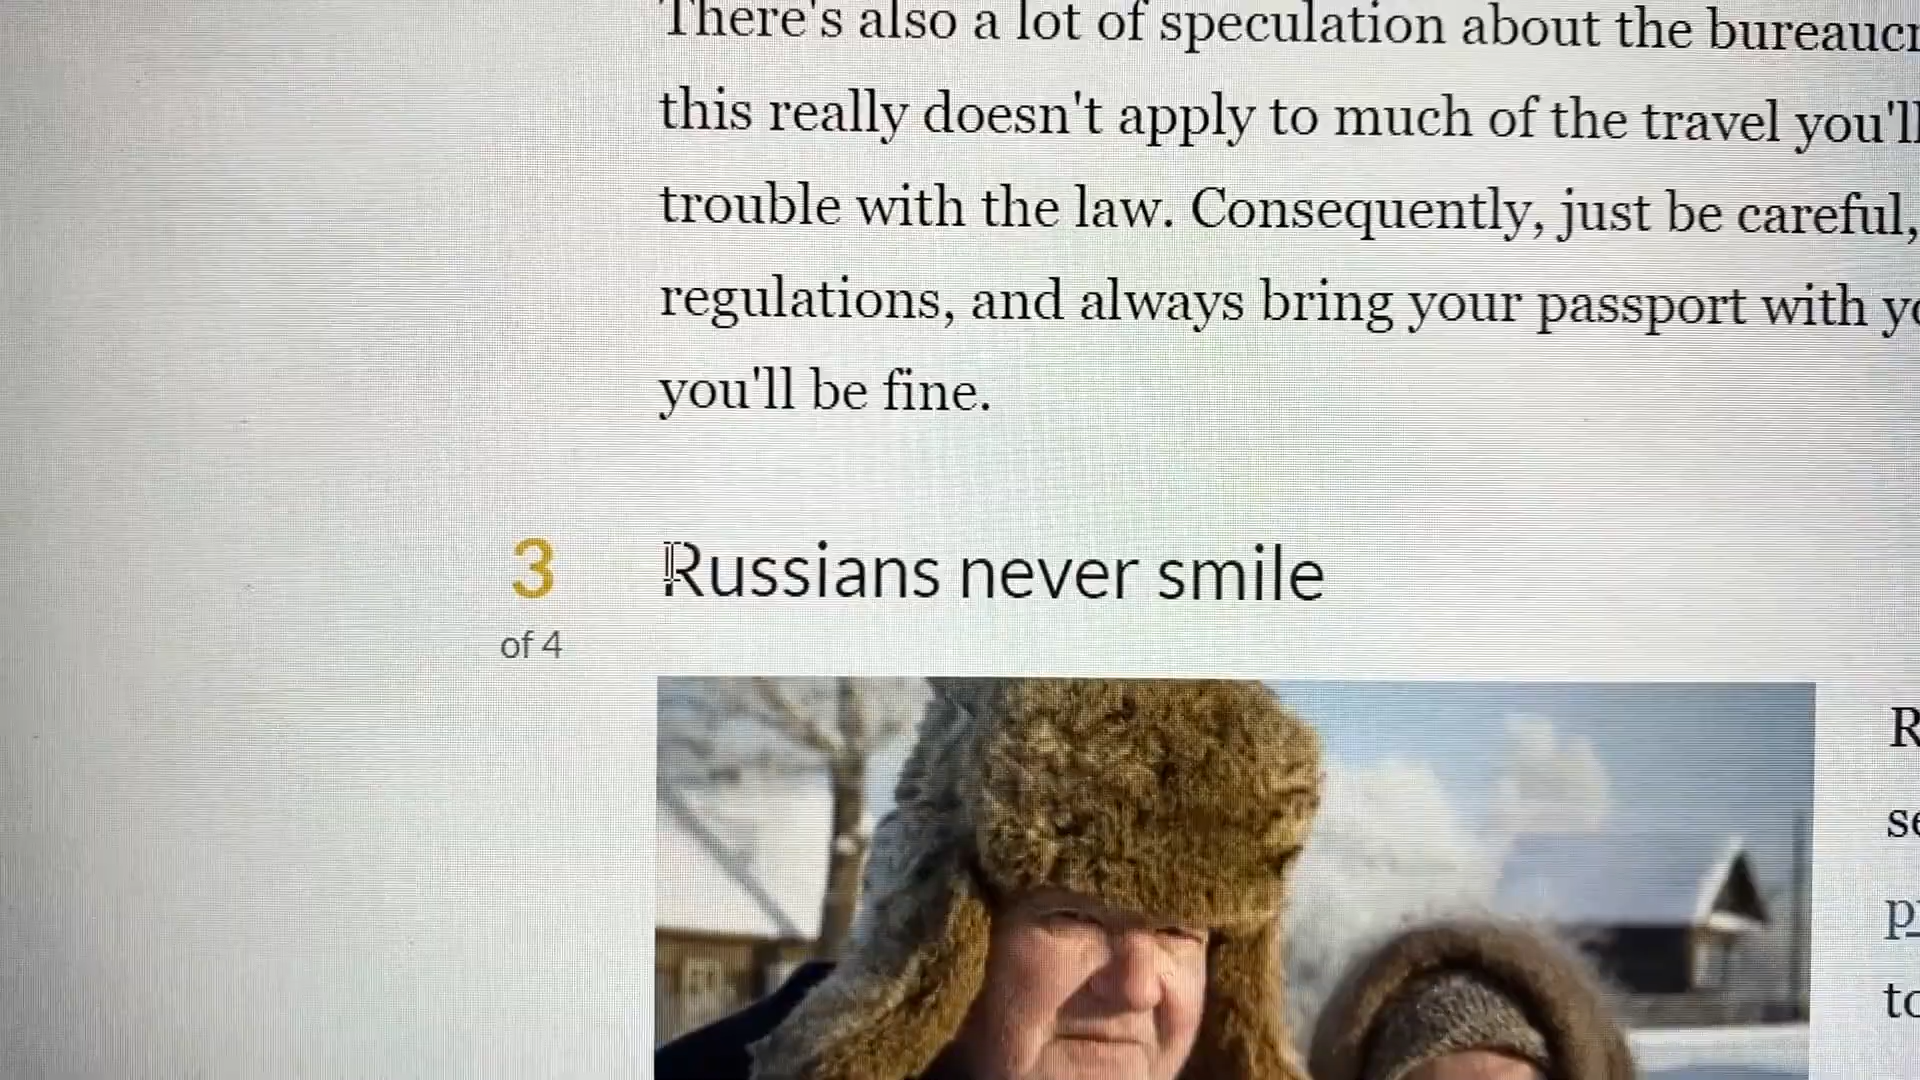 There's also a lot of speculation about the
this really doesn't apply to much of the travel you'll
trouble with the law. Consequently, just be careful,
regulations, and always bring your passport with
you'll be fine.
3
Russians never smile
of 4